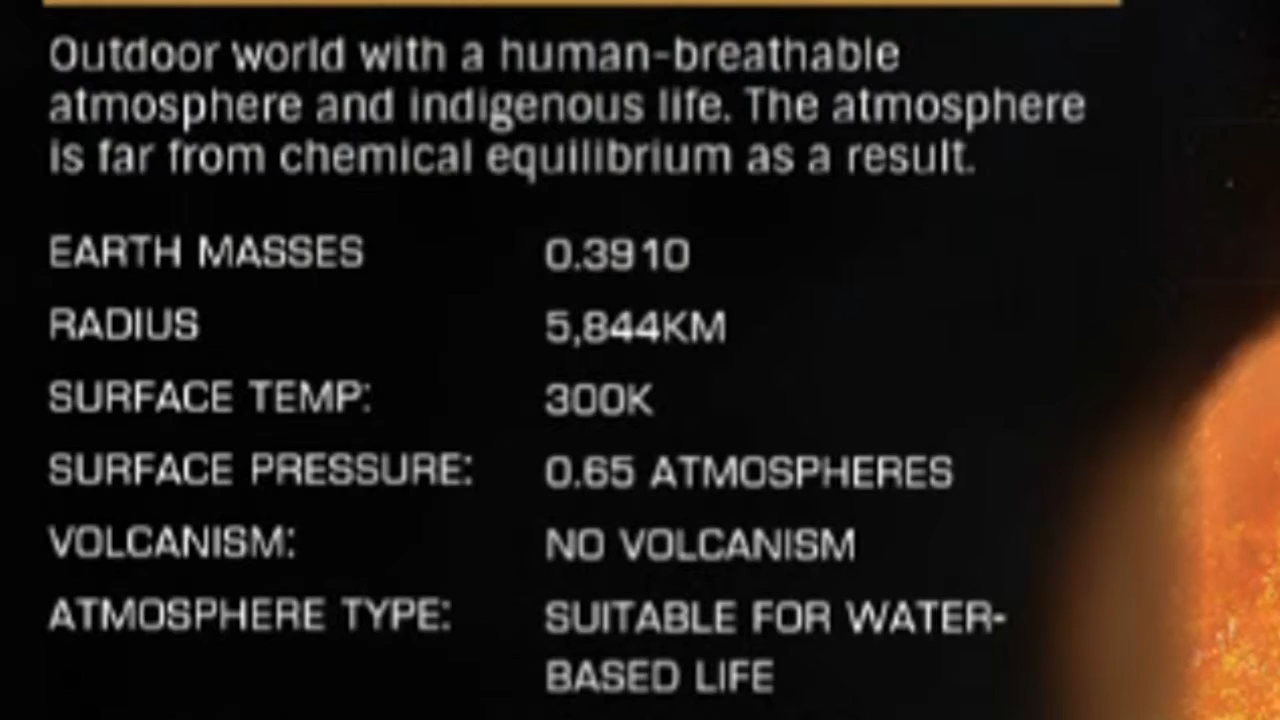 Outdoor world with a human-breathable
atmosphere and indigenous life. The atmosphere
is far from chemical equilibrium as a result.
EARTH MASSES 0.3910
RADIUS 5,844KM
SURFACE TEMP: 300K
SURFACE PRESSURE: 0.65 ATMOSPHERES
VOLCANISM: NO VOLCANISM
ATMOSPHERE TYPE: SUITABLE FOR WATER-
BASED LIFE